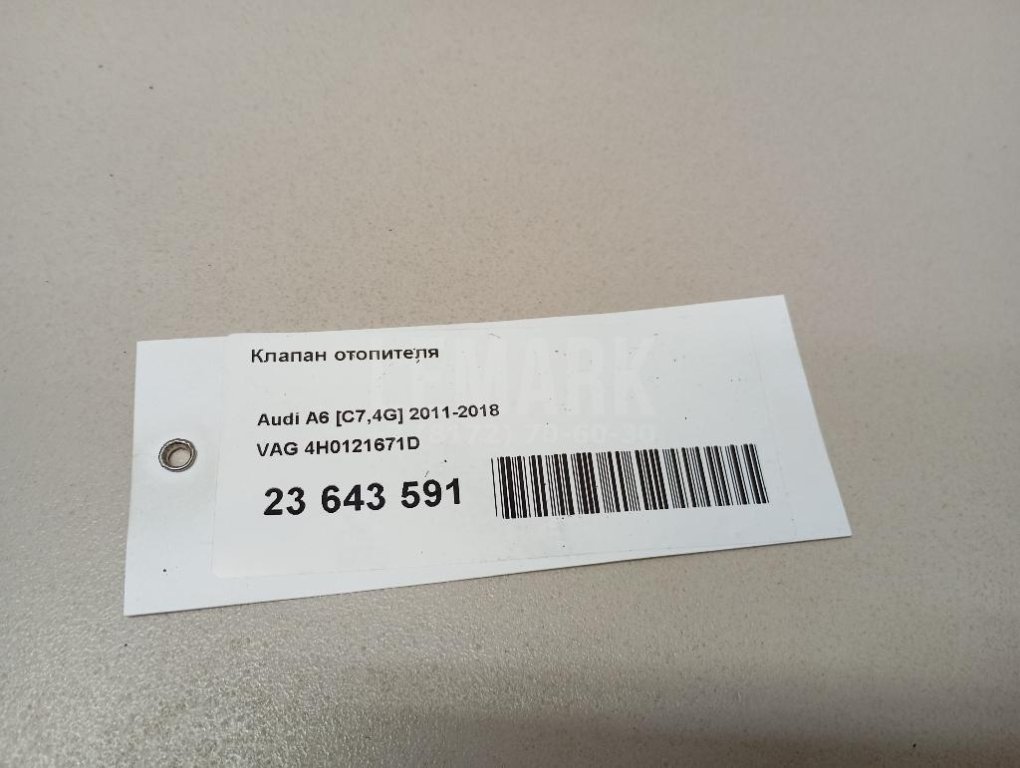 Клапан отопителя
Audi A6 [C7,4G] 2011-2018
VAG 4H0121671D
23 643 591